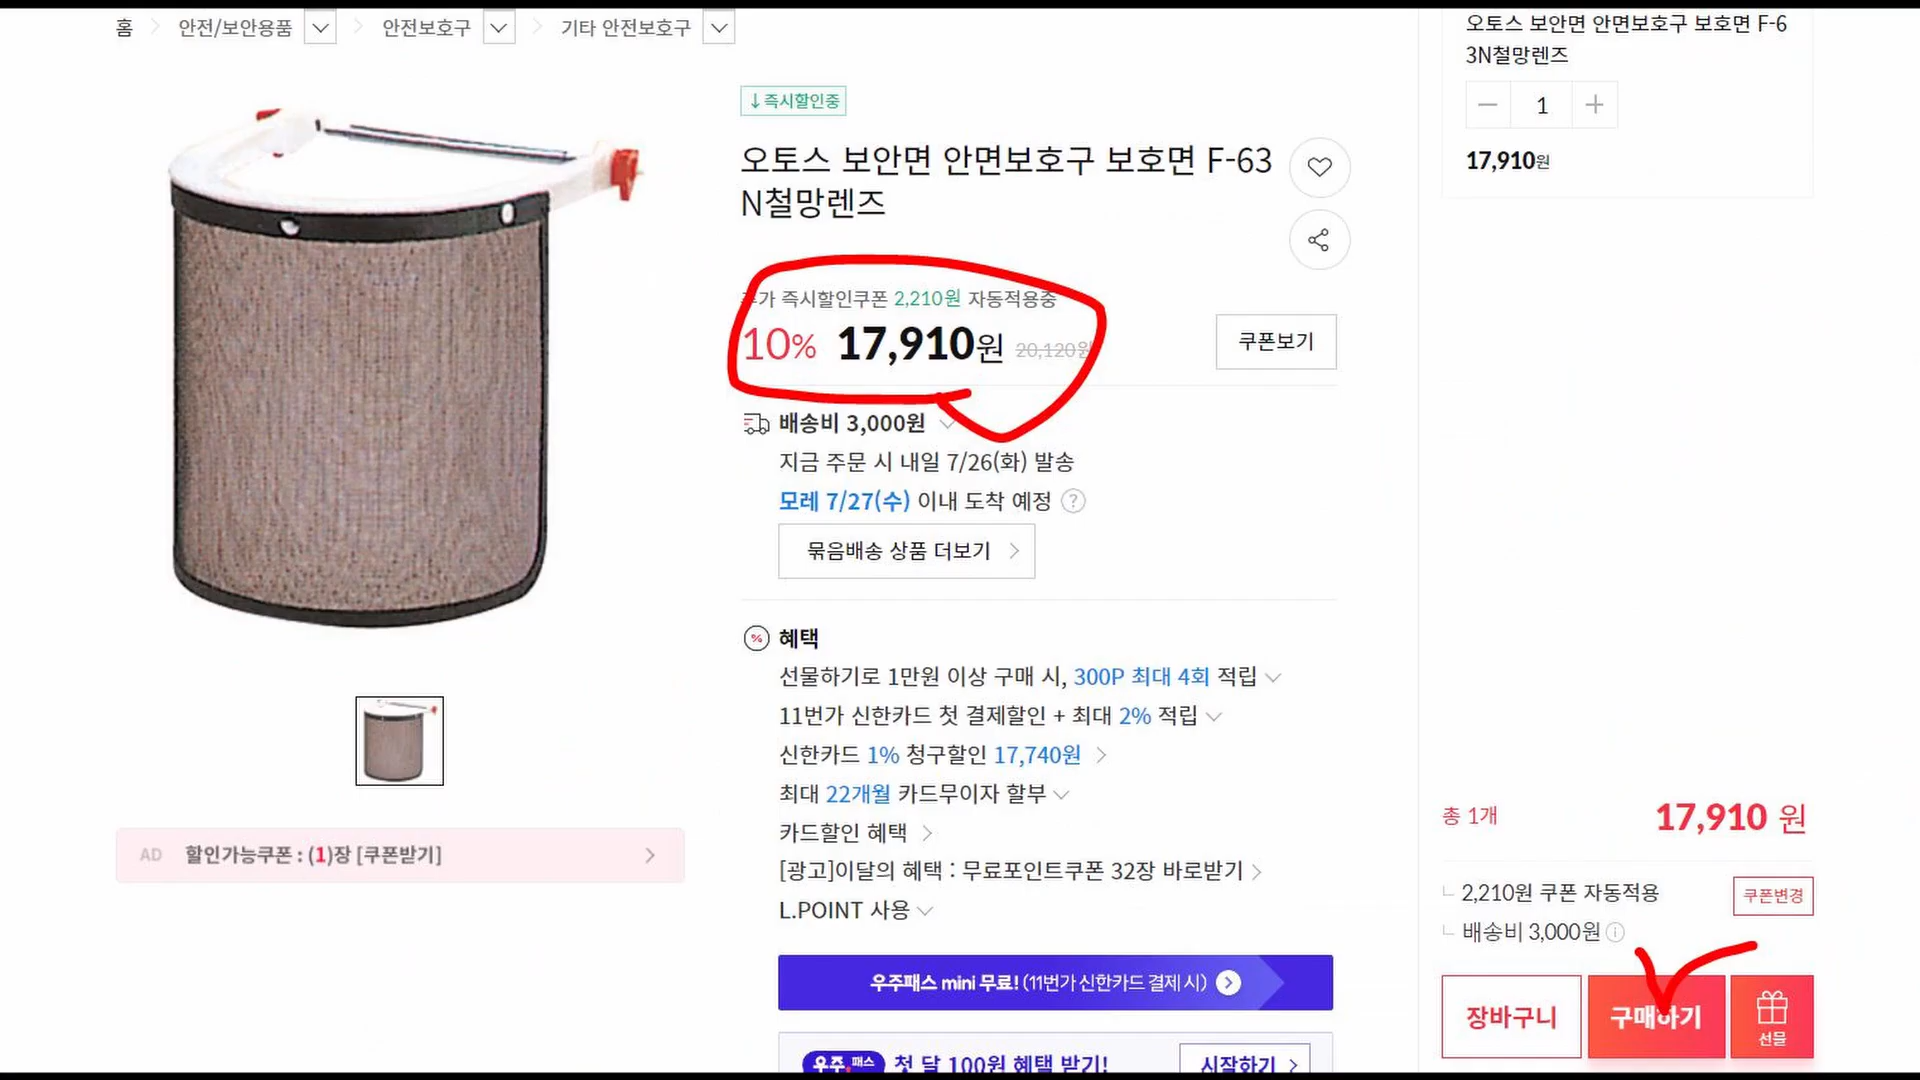 홈 안전/보안용품 안전보호구 기타 안전보호구
↓즉시할인중
오토스 보안면 안면보호구 보호면 F-63
N철망렌즈
즉시할인쿠폰 2,210원 자동적용중
10% 17,910원 20,120원
쿠폰보기
배송비 3,000원
지금 주문 시 내일 7/26(화) 발송
모레 7/27(수) 이내 도착 예정 ?
묶음배송 상품 더보기
% 혜택
선물하기로 1만원 이상 구매 시, 300P 최대 4회 적립
11번가 신한카드 첫 결제할인 + 최대 2% 적립
신한카드 1% 청구할인 17,740원
최대 22개월 카드무이자 할부
카드할인 혜택
[광고]이달의 혜택 : 무료포인트쿠폰 32장 바로받기
L.POINT 사용
우주패스 mini 무료! (11번가 신한카드 결제 시)
우주패스 첫 달 100원 혜택 받기! 시작하기
AD 할인가능쿠폰 : (1)장 [쿠폰받기]
오토스 보안면 안면보호구 보호면 F-6
3N철망렌즈
1
17,910원
총 1개 17,910 원
2,210원 쿠폰 자동적용 쿠폰변경
배송비 3,000원
장바구니 구매하기 선물